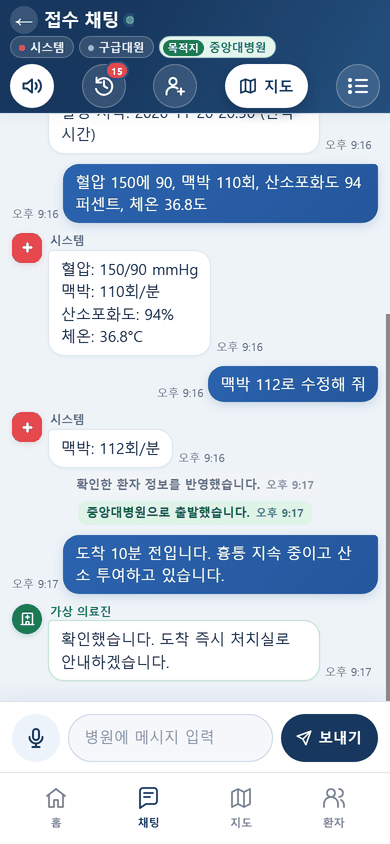 접수 채팅
시스템
구급대원
목적지 중앙대병원
15
지도
시간)
오후 9:16
혈압 150에 90, 맥박 110회, 산소포화도 94
퍼센트, 체온 36.8도
오후 9:16
시스템
혈압: 150/90 mmHg
맥박: 110회/분
산소포화도: 94%
체온: 36.8°C
오후 9:16
맥박 112로 수정해 줘
오후 9:16
시스템
맥박: 112회/분
오후 9:16
확인한 환자 정보를 반영했습니다. 오후 9:17
중앙대병원으로 출발했습니다. 오후 9:17
도착 10분 전입니다. 흉통 지속 중이고 산
소 투여하고 있습니다.
오후 9:17
가상 의료진
확인했습니다. 도착 즉시 처치실로
안내하겠습니다.
오후 9:17
병원에 메시지 입력
보내기
홈
채팅
지도
환자